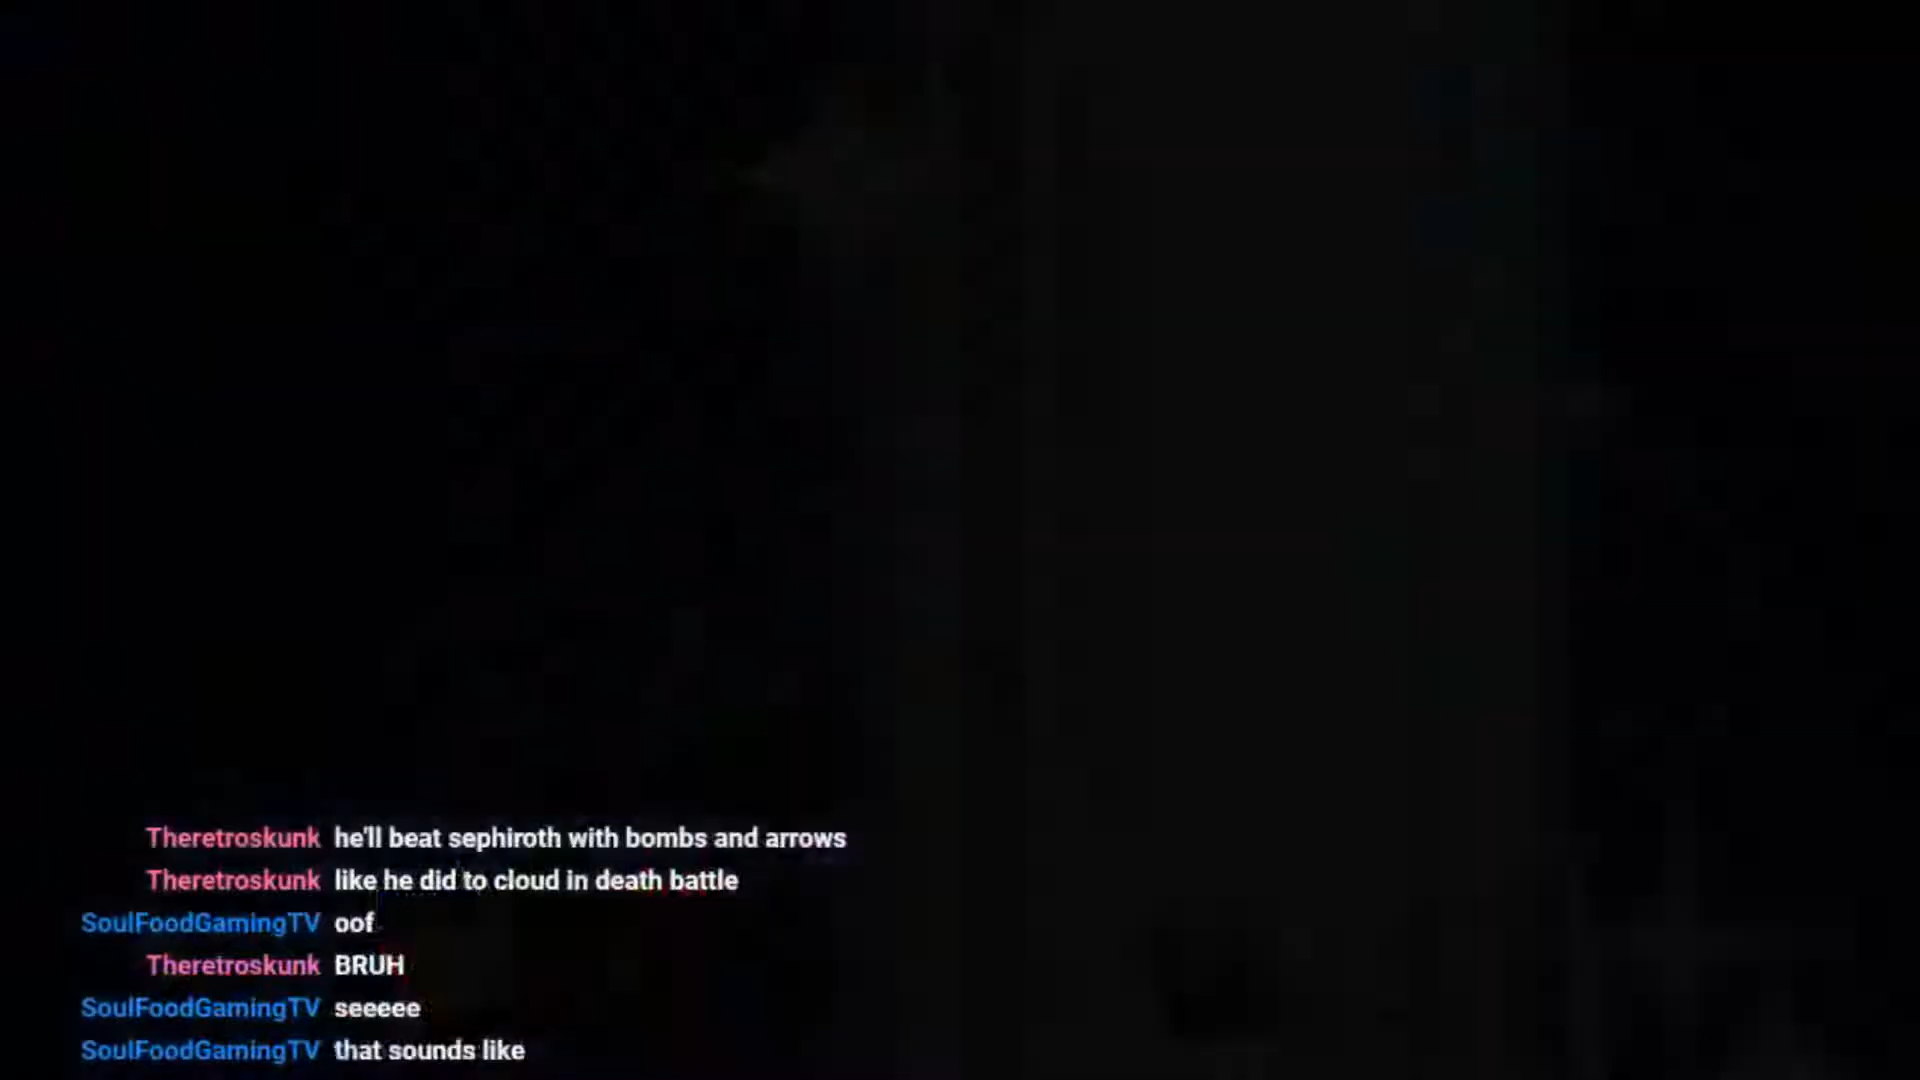 Theretroskunk he'll beat sephiroth with bombs and arrows
Theretroskunk like he did to cloud in death battle
SoulFoodGamingTV oof
Theretroskunk BRUH
SoulFoodGamingTV seeeee
SoulFoodGamingTV that sounds like